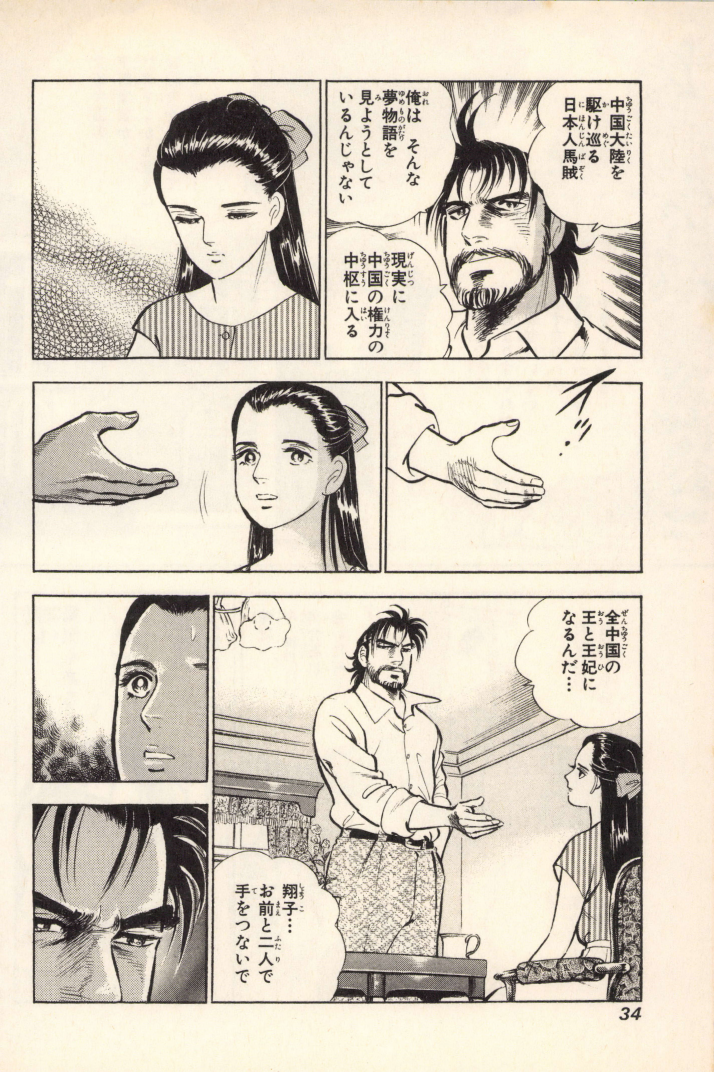 中国大陸を
駆け巡る
日本人馬賊
俺は そんな
夢物語を
見ようとして
いるんじゃない
現実に
中国の権力の
中枢に入る
全中国の
王と王妃に
なるんだ…
翔子…
お前と二人で
手をつないで
34